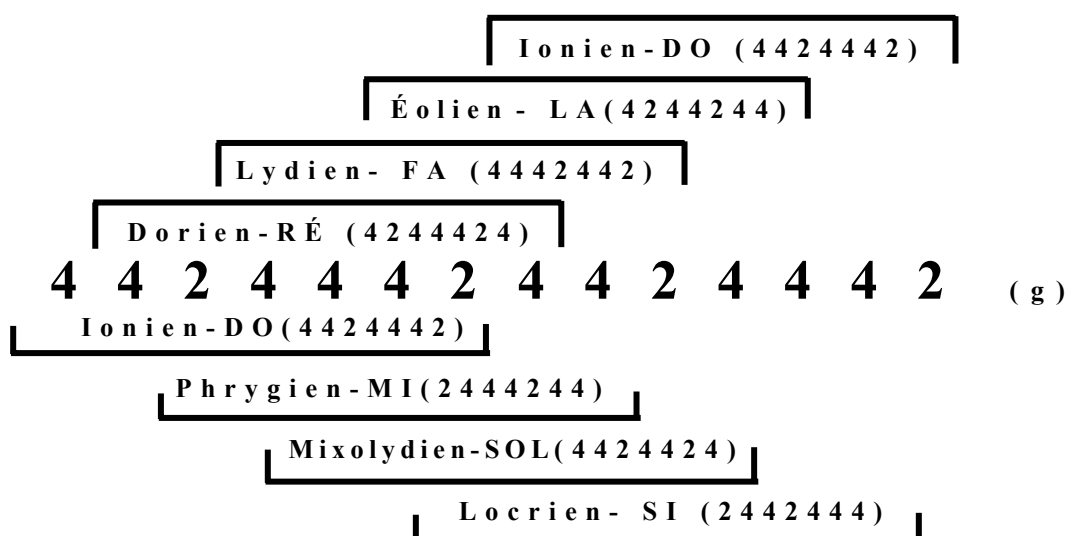 Ionien-DO (4424442)
Éolien - LA(4244244)
Lydien- FA (4442442)
Dorien-RÉ (4244424)
4 4 2 4 4 4 2 4 4 2 4 4 4 2 (g)
Ionien-DO(4424442)
Phrygien-MI(2444244)
Mixolydien-SOL(4424424)
Locrien- SI (2442444)